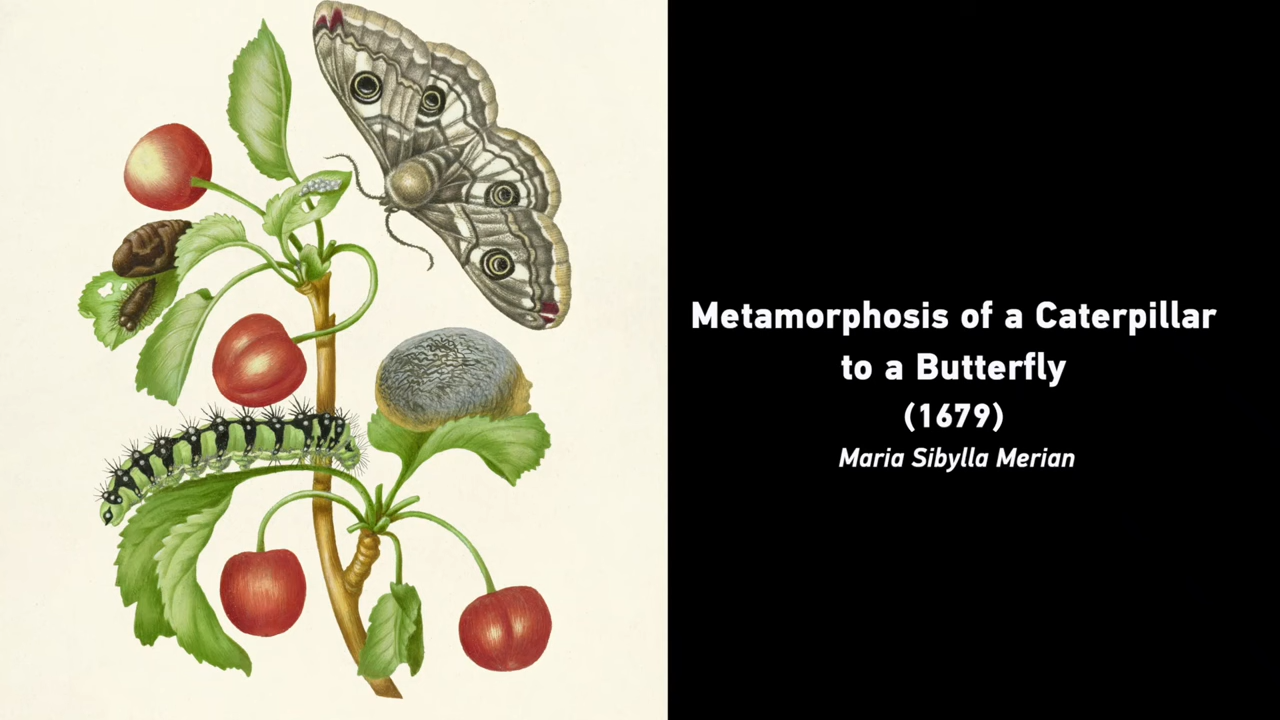 Metamorphosis of a Caterpillar
to a Butterfly
(1679)
Maria Sibylla Merian